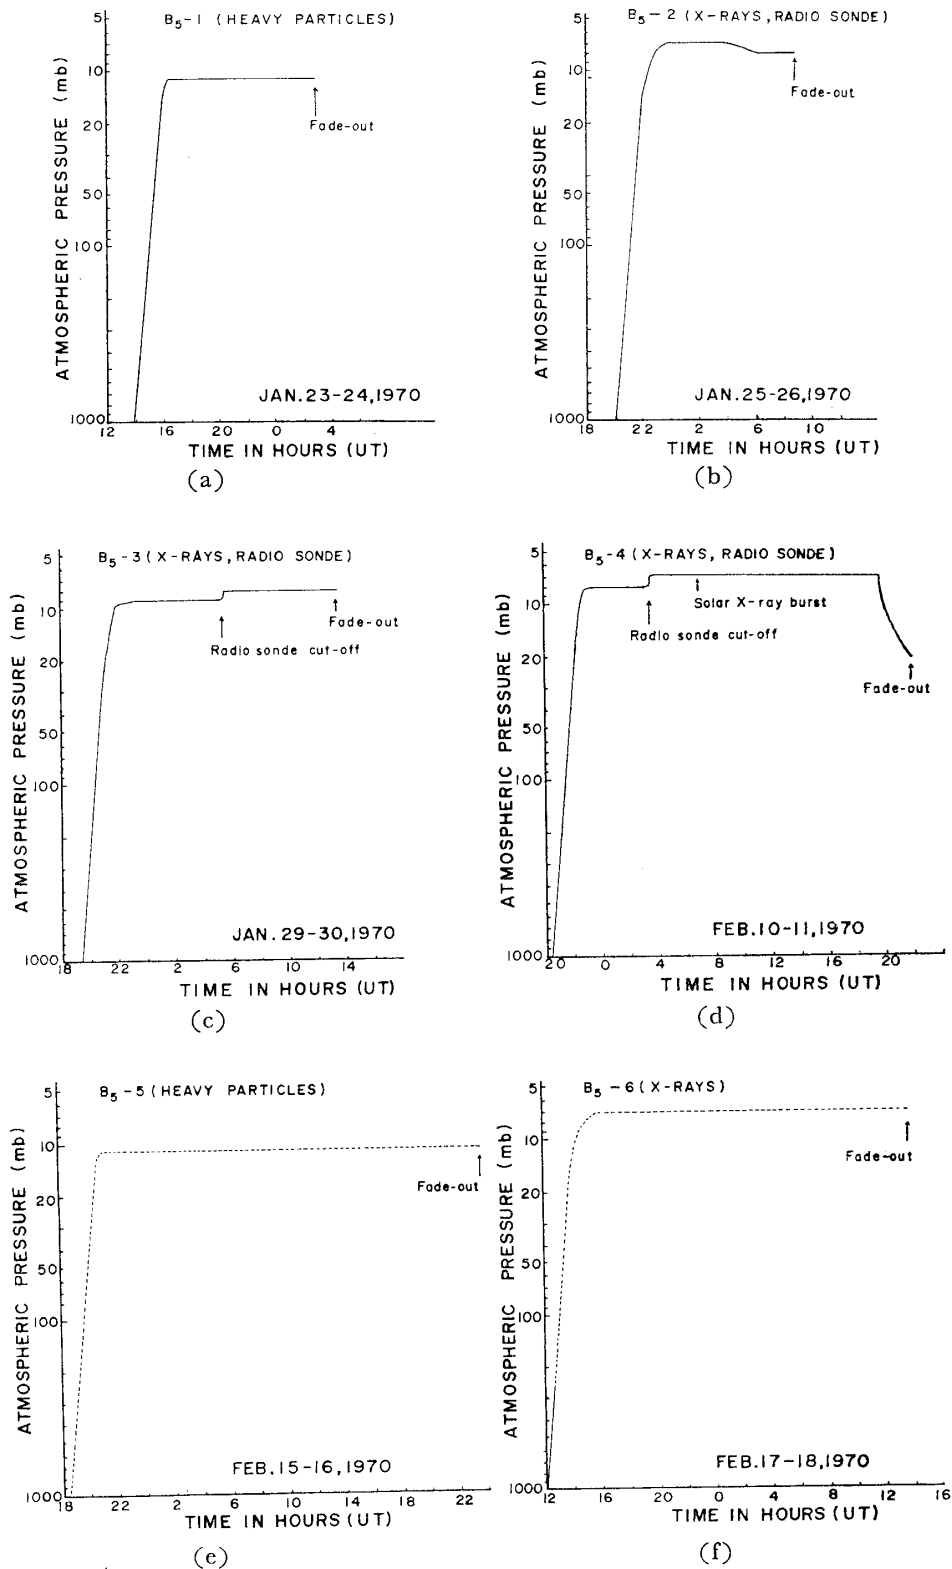 B5-1 (HEAVY PARTICLES)
ATMOSPHERIC PRESSURE (mb)
5
10
20
50
100
1000
Fade-out
JAN.23-24,1970
12 16 20 0 4
TIME IN HOURS (UT)
(a)
B5-2 (X-RAYS, RADIO SONDE)
ATMOSPHERIC PRESSURE (mb)
5
10
20
50
100
1000
Fade-out
JAN.25-26,1970
18 22 2 6 10
TIME IN HOURS (UT)
(b)
B5-3 (X-RAYS, RADIO SONDE)
ATMOSPHERIC PRESSURE (mb)
5
10
20
50
100
1000
Radio sonde cut-off
Fade-out
JAN.29-30,1970
18 22 2 6 10 14
TIME IN HOURS (UT)
(c)
B5-4 (X-RAYS, RADIO SONDE)
ATMOSPHERIC PRESSURE (mb)
5
10
20
50
100
1000
Solar X-ray burst
Radio sonde cut-off
Fade-out
FEB.10-11,1970
20 0 4 8 12 16 20
TIME IN HOURS (UT)
(d)
B5-5 (HEAVY PARTICLES)
ATMOSPHERIC PRESSURE (mb)
5
10
20
50
100
1000
Fade-out
FEB.15-16,1970
18 22 2 6 10 14 18 22
TIME IN HOURS (UT)
(e)
B5-6 (X-RAYS)
ATMOSPHERIC PRESSURE (mb)
5
10
20
50
100
1000
Fade-out
FEB.17-18,1970
12 16 20 0 4 8 12 16
TIME IN HOURS (UT)
(f)